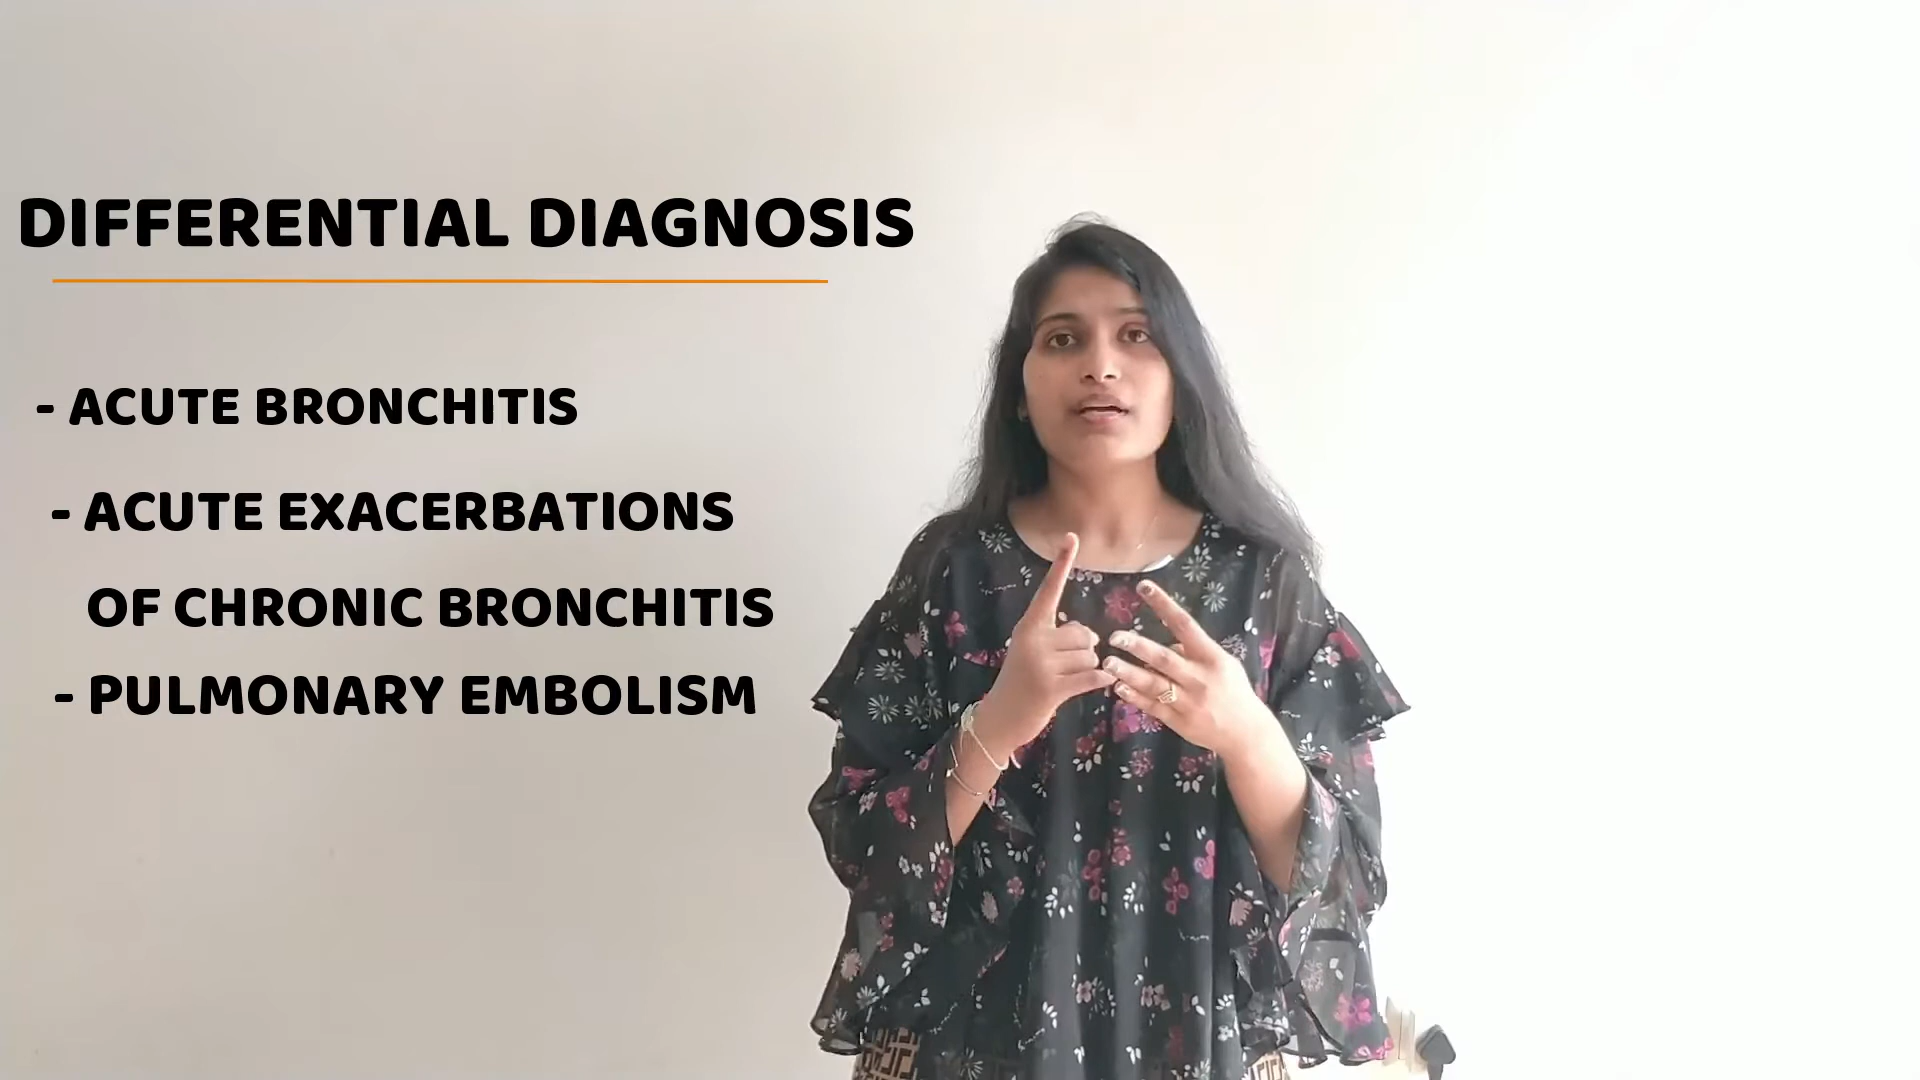 DIFFERENTIAL DIAGNOSIS
- ACUTE BRONCHITIS
- ACUTE EXACERBATIONS
OF CHRONIC BRONCHITIS
- PULMONARY EMBOLISM